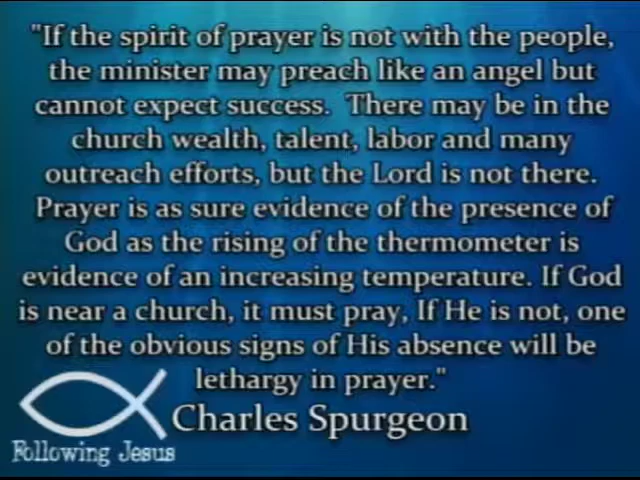 "If the spirit of prayer is not with the people,
the minister may preach like an angel but
cannot expect success. There may be in the
church wealth, talent, labor and many
outreach efforts, but the Lord is not there.
Prayer is as sure evidence of the presence of
God as the rising of the thermometer is
evidence of an increasing temperature. If God
is near a church, it must pray, If He is not, one
of the obvious signs of His absence will be
lethargy in prayer."
Charles Spurgeon
Following Jesus